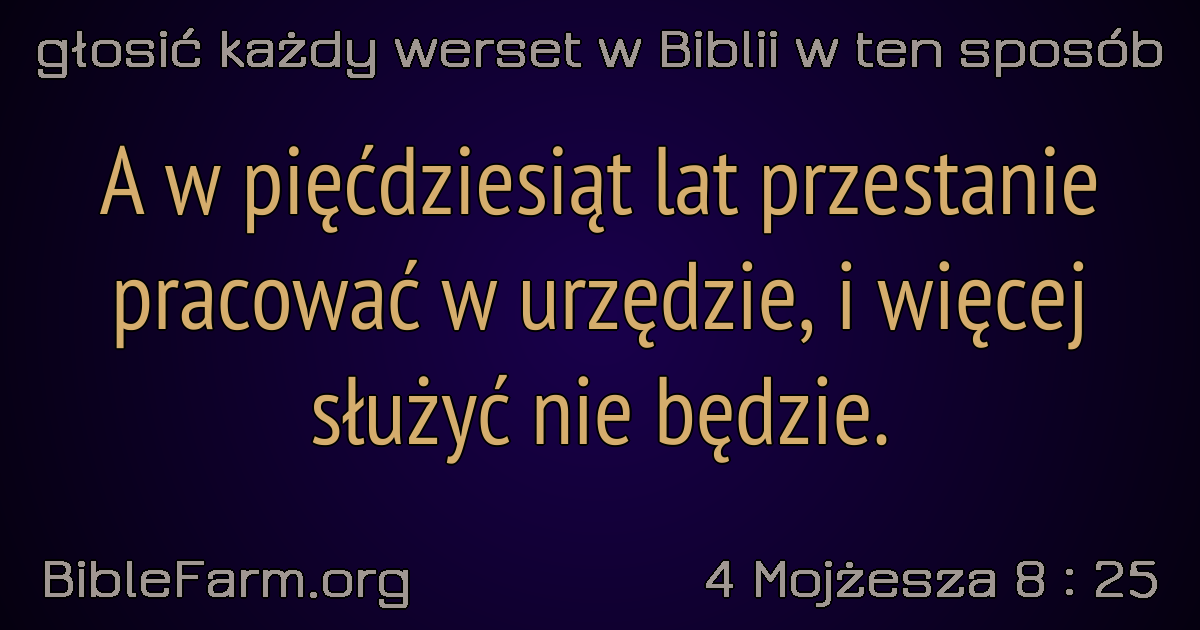 głosić każdy werset w Biblii w ten sposób
A w pięćdziesiąt lat przestanie
pracować w urzędzie, i więcej
służyć nie będzie.
BibleFarm.org
4 Mojżesza 8 : 25